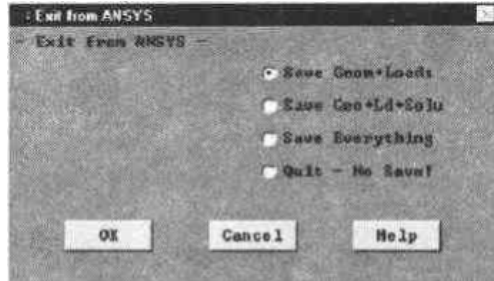 : Exit from ANSYS
- Exit from ANSYS -
Save Geom+Loads
Save Geo+Ld+Solu
Save Everything
Quit - No Save!
OK
Cancel
Help